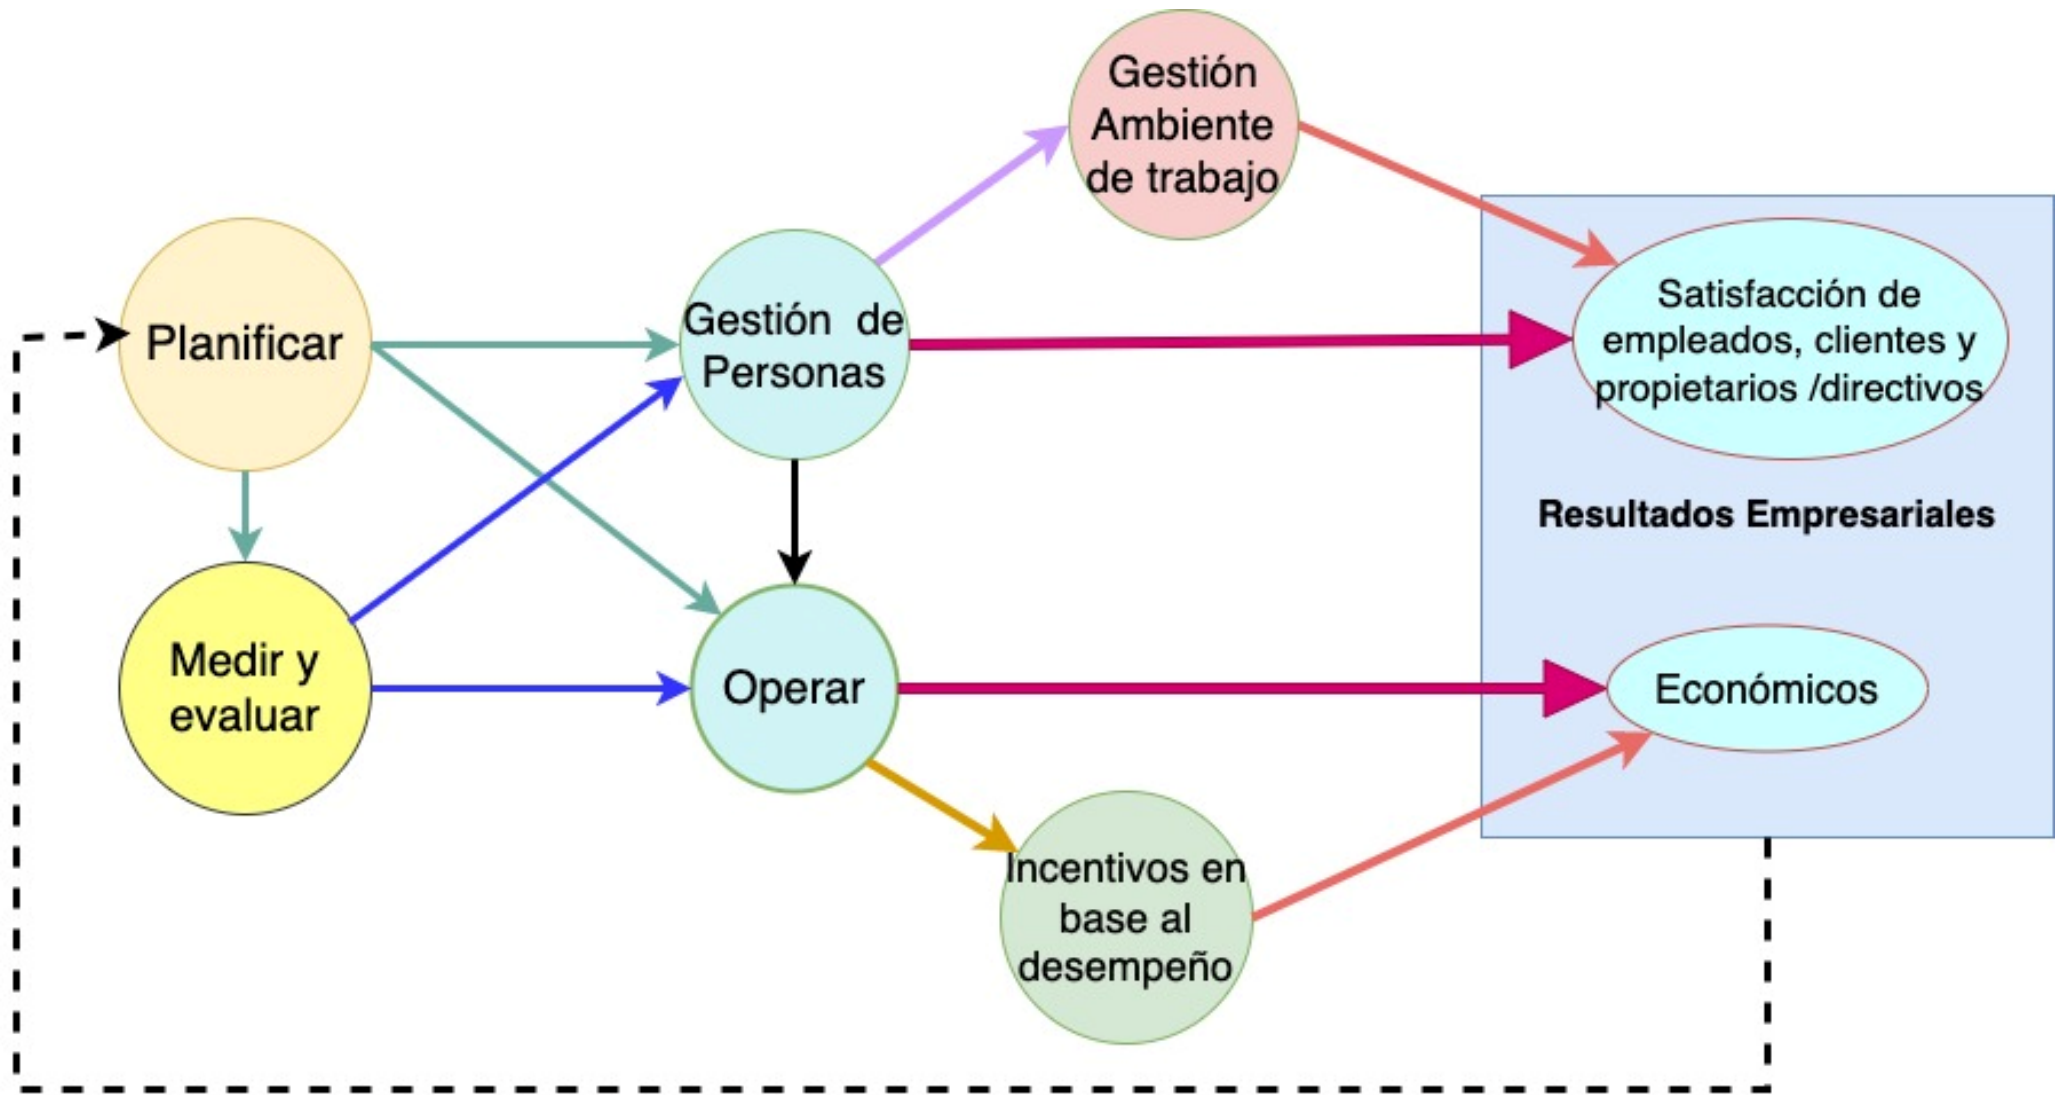 Gestión
Ambiente
de trabajo
Planificar
Gestión de
Personas
Satisfacción de
empleados, clientes y
propietarios /directivos
Resultados Empresariales
Medir y
evaluar
Operar
Económicos
Incentivos en
base al
desempeño